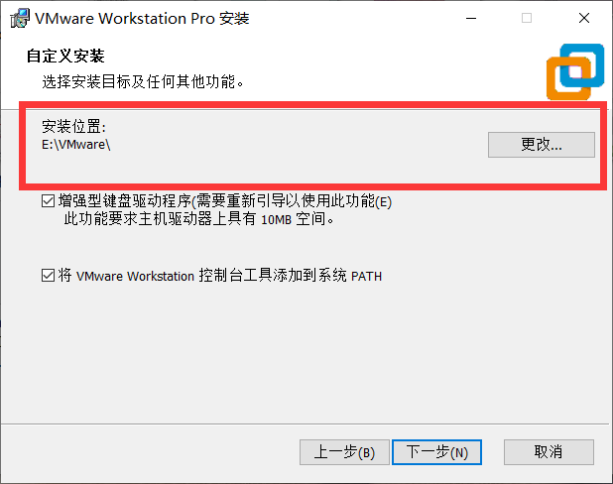 VMware Workstation Pro 安装
自定义安装
选择安装目标及任何其他功能。
安装位置:
E:\VMware\
更改...
增强型键盘驱动程序(需要重新引导以使用此功能(E)
此功能要求主机驱动器上具有 10MB 空间。
将 VMware Workstation 控制台工具添加到系统 PATH
上一步(B)
下一步(N)
取消